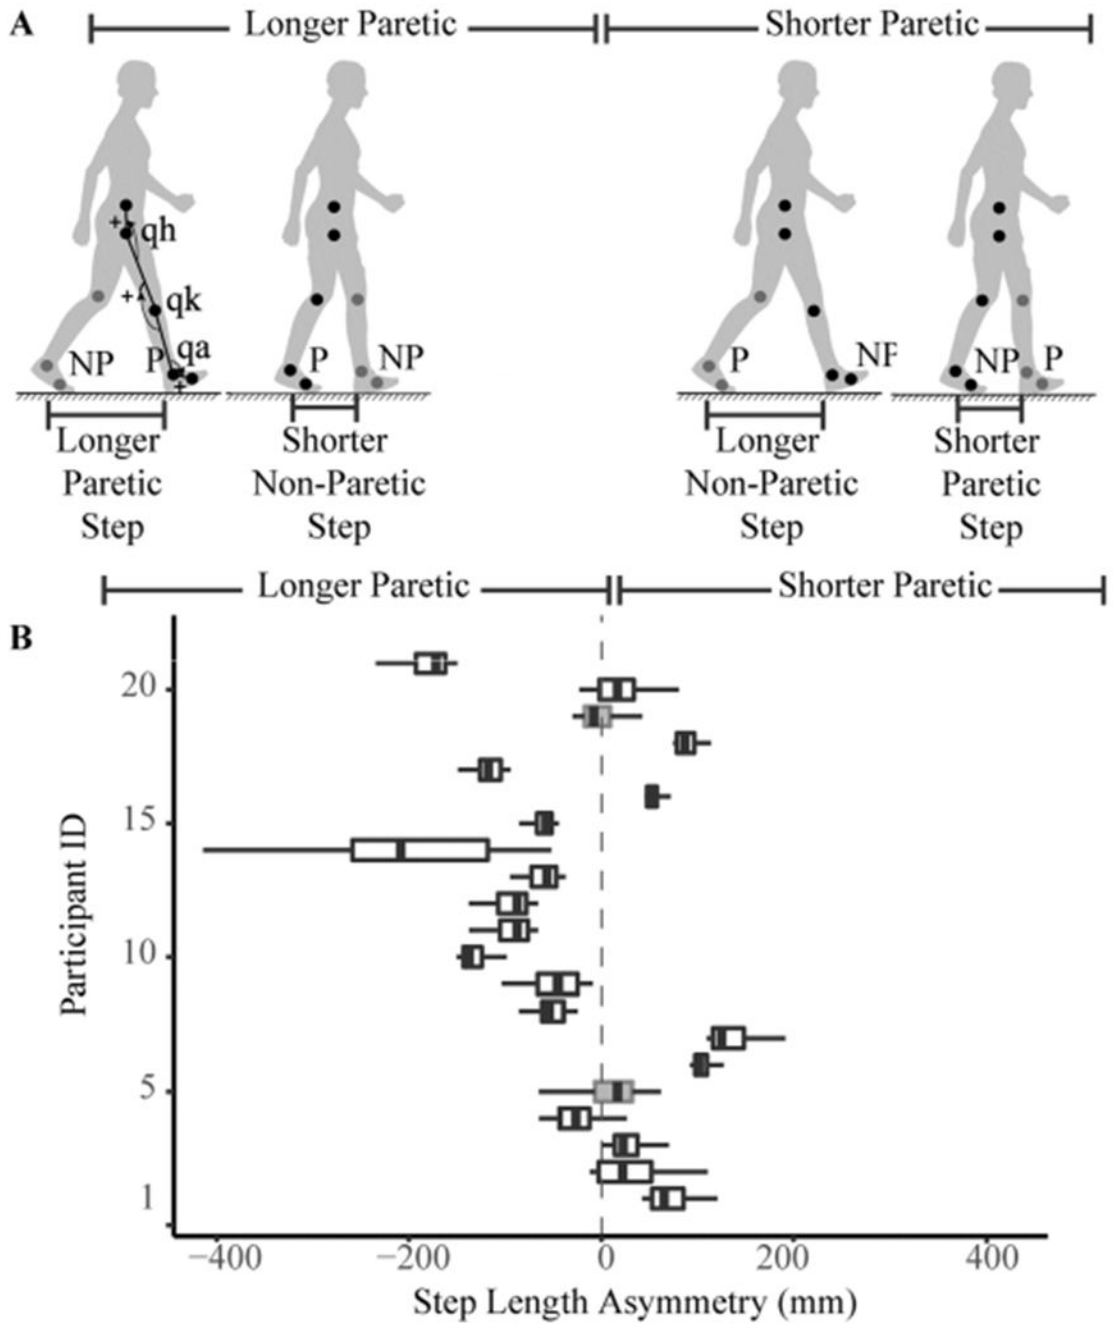 A
Longer Paretic
Shorter Paretic
+
qh
+
qk
qa
NP
P
+
P
NP
P
NF
NP
P
Longer
Paretic
Step
Shorter
Non-Paretic
Step
Longer
Non-Paretic
Step
Shorter
Paretic
Step
Longer Paretic
Shorter Paretic
B
20
15
10
5
1
Participant ID
−400
−200
0
200
400
Step Length Asymmetry (mm)